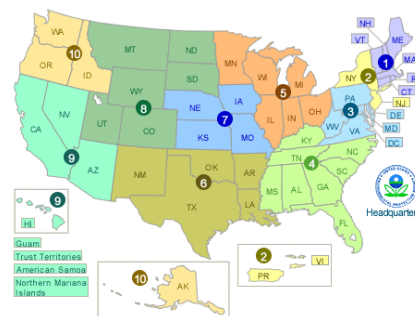 NH
VT
ME
MA
R
CT
WA
MT
ND
MN
OR
ID
10
SD
WI
MI
NY
2
1
NJ
WY
8
5
PA
3
DE
MD
DC
NV
CA
UT
CO
NE
IA
7
KS
MO
IL
IN
OH
WV
VA
KY
NC
TN
4
SC
9
AZ
NM
OK
6
AR
TX
LA
MS
AL
GA
FL
Headquarter
9
HI
Guam
Trust Territories
American Samoa
Northern Mariana
Islands
10
AK
2
VI
PR